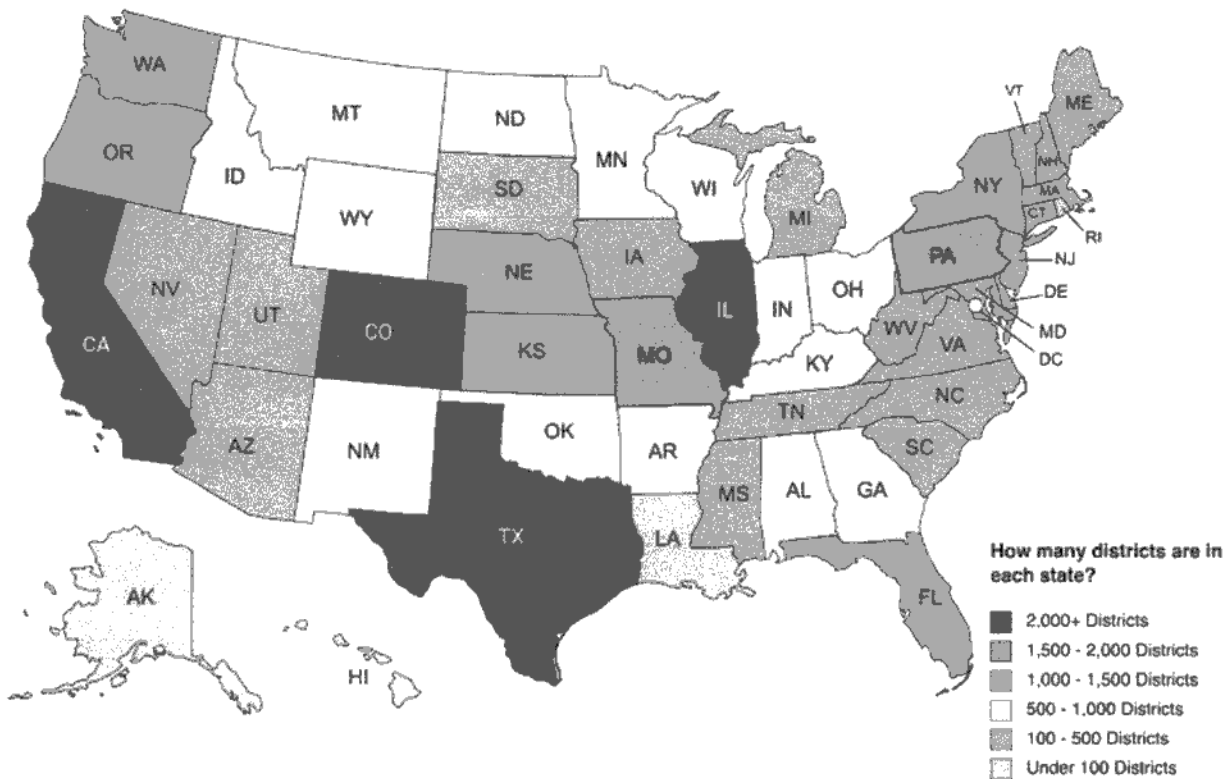 WA
MT
ND
VT
ME
OR
MN
ID
SD
WI
NY
NH
MA
WY
MI
CT
RI
IA
PA
NE
NJ
NV
OH
DE
UT
IL
IN
CO
WV
MD
CA
KS
MO
VA
DC
KY
NC
TN
OK
AZ
NM
AR
SC
MS
AL
GA
TX
LA
How many districts are in
each state?
AK
FL
2,000+ Districts
1,500 - 2,000 Districts
HI
1,000 - 1,500 Districts
500 - 1,000 Districts
100 - 500 Districts
Under 100 Districts